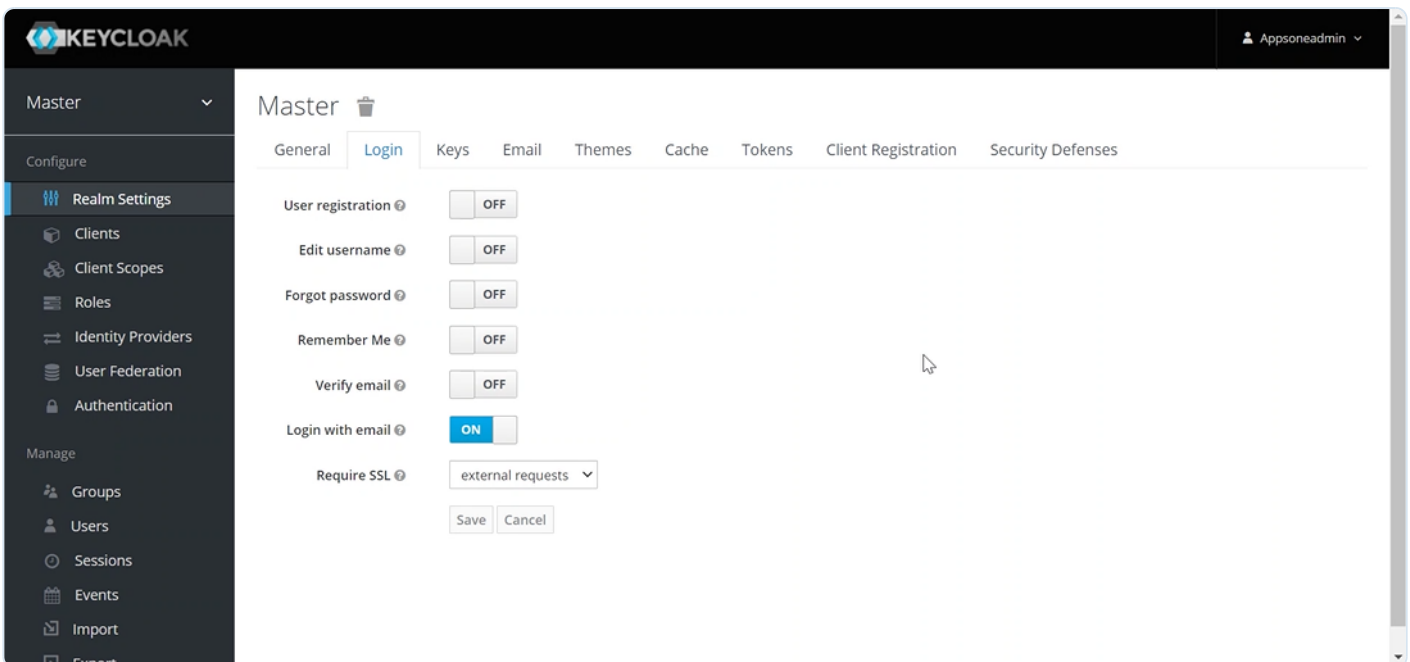 KEYCLOAK
Appsoneadmin
Master
Configure
Realm Settings
Clients
Client Scopes
Roles
Identity Providers
User Federation
Authentication
Manage
Groups
Users
Sessions
Events
Import
Export
Master
General Login Keys Email Themes Cache Tokens Client Registration Security Defenses
User registration OFF
Edit username OFF
Forgot password OFF
Remember Me OFF
Verify email OFF
Login with email ON
Require SSL external requests
Save Cancel